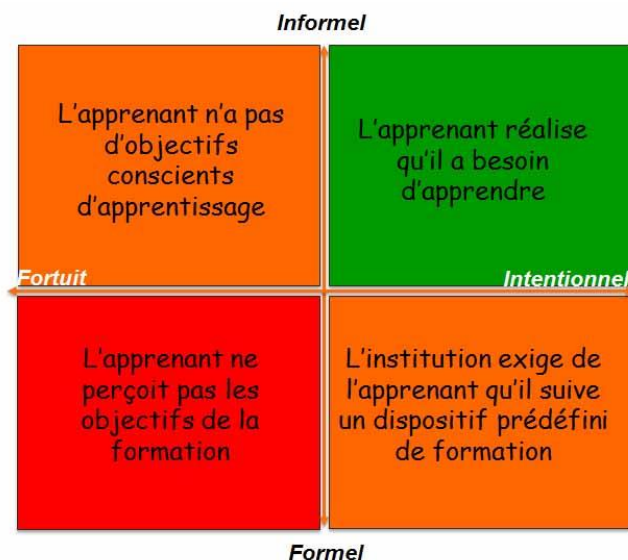 Informel
L'apprenant n'a pas
d'objectifs
conscients
d'apprentissage
L'apprenant réalise
qu'il a besoin
d'apprendre
Fortuit
Intentionnel
L'apprenant ne
perçoit pas les
objectifs de la
formation
L'institution exige de
l'apprenant qu'il suive
un dispositif prédéfini
de formation
Formel